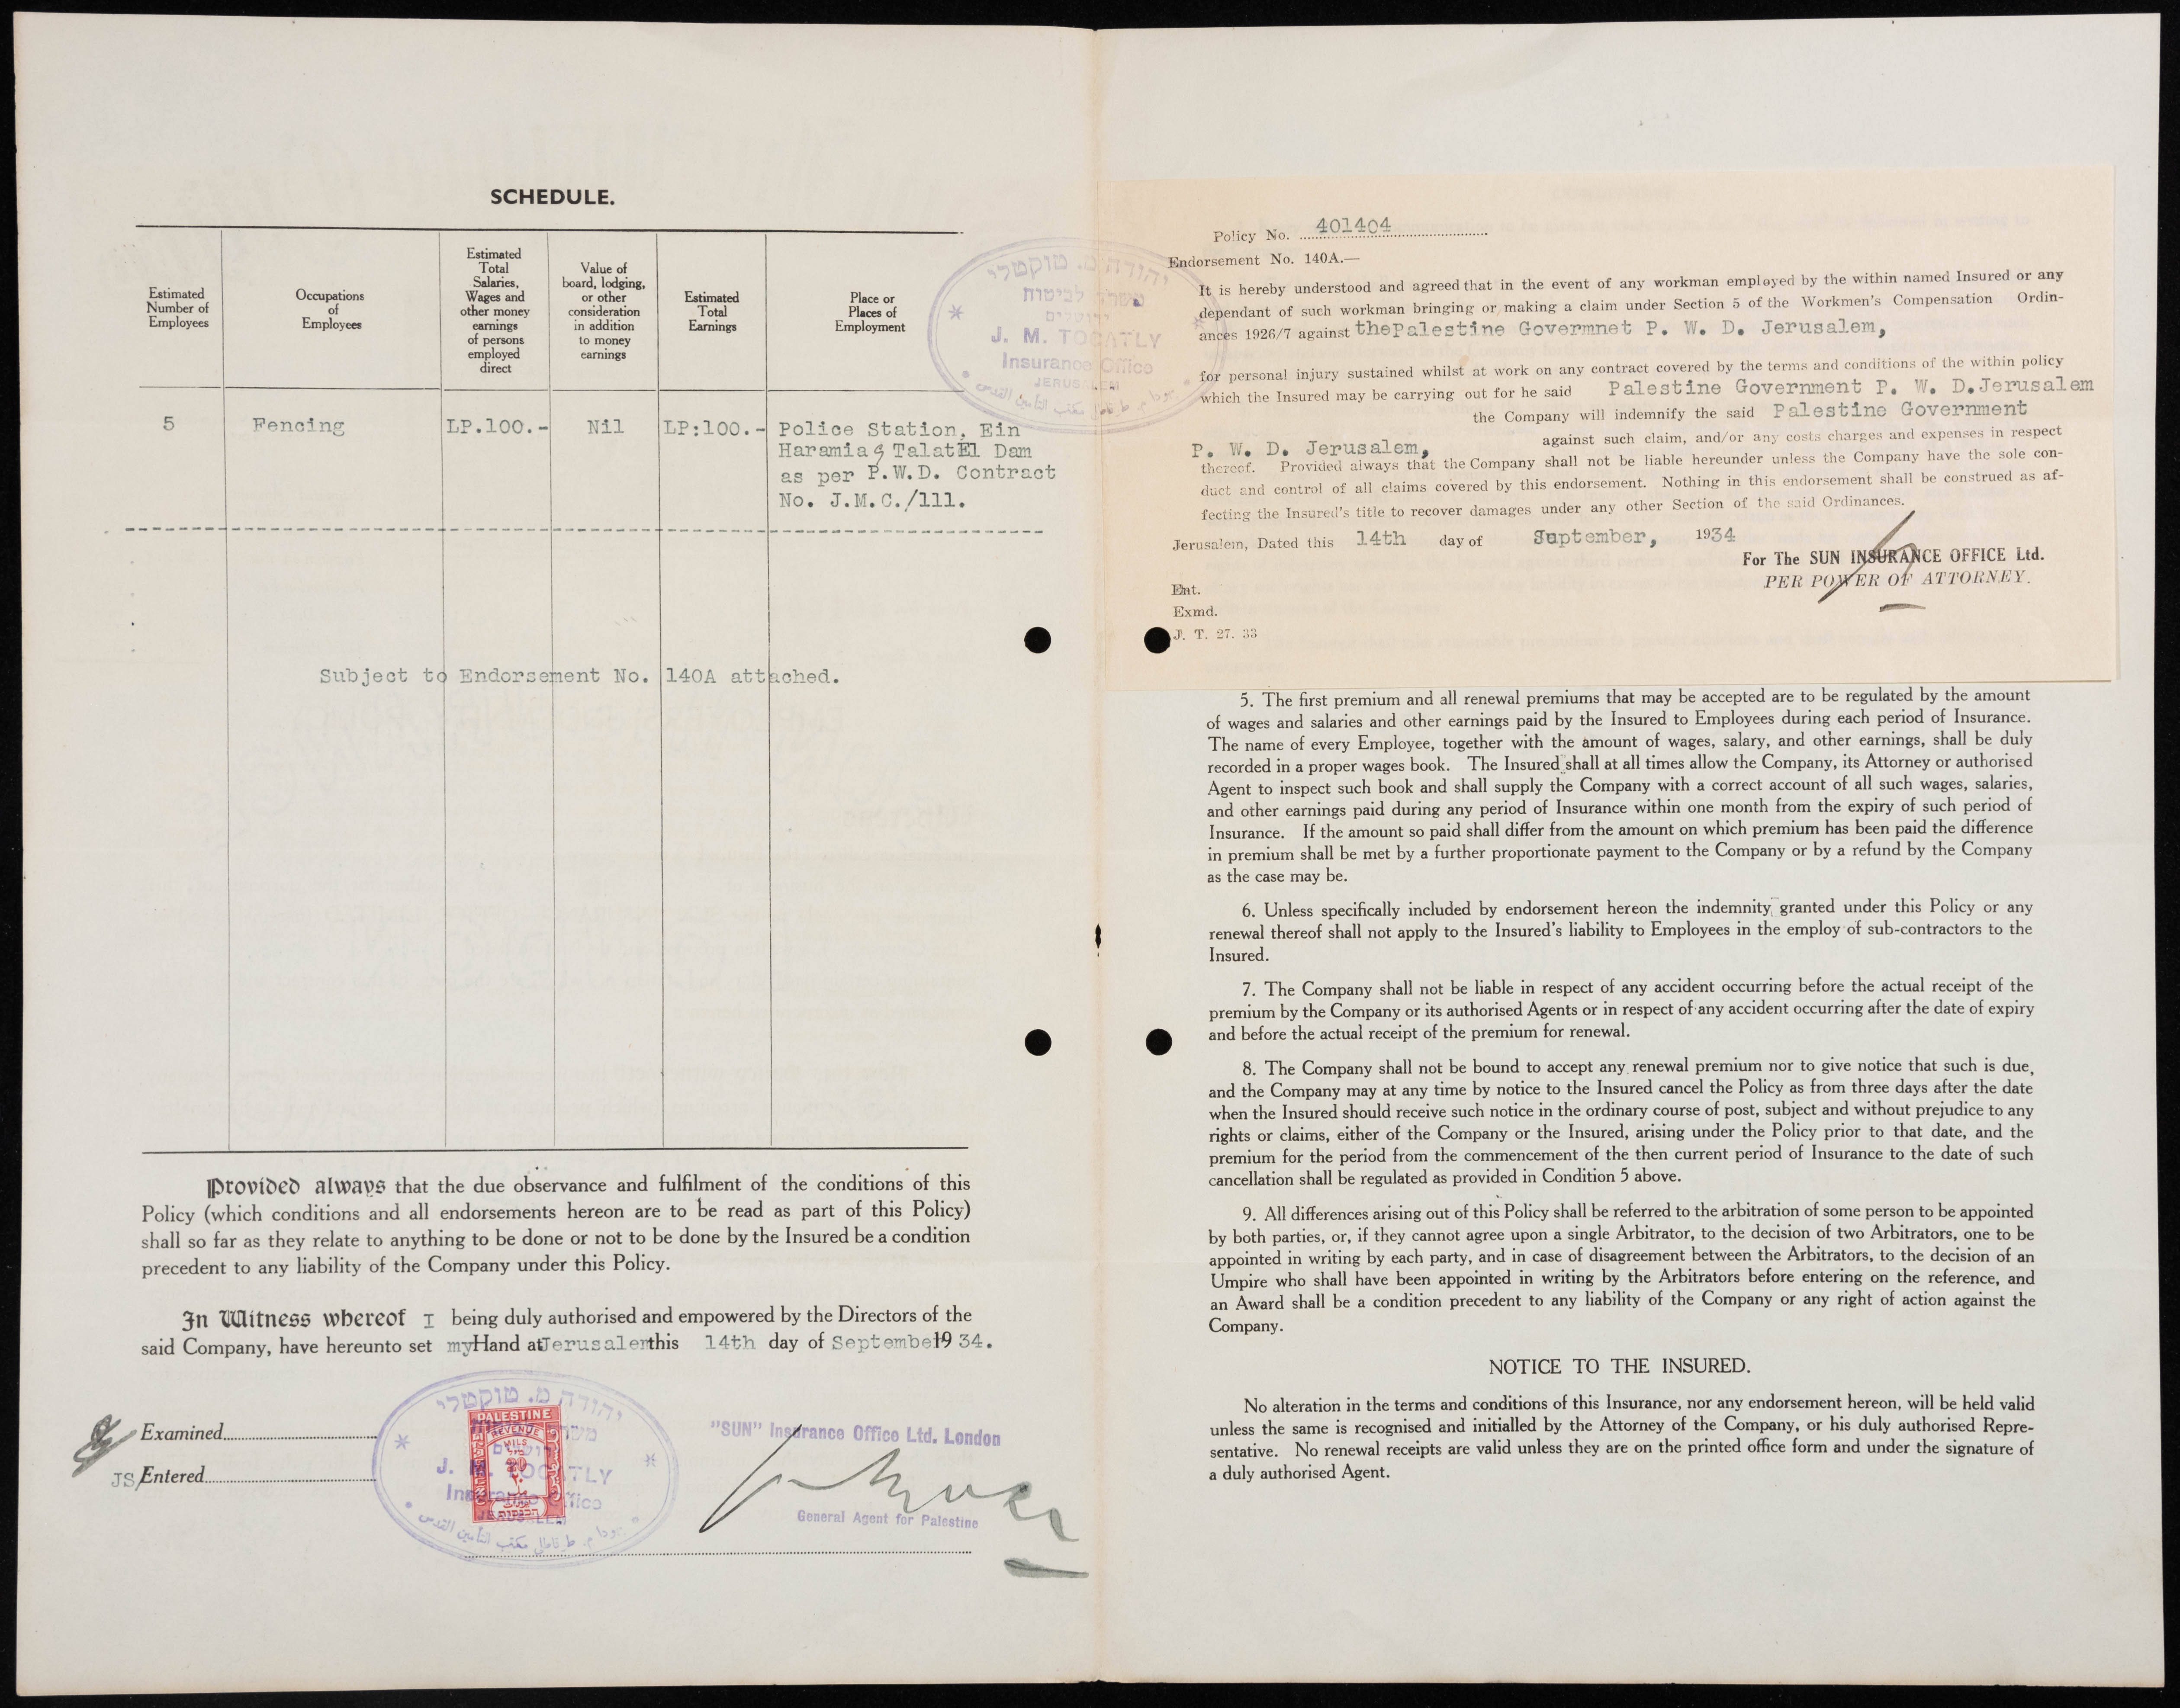 SCHEDULE.
Estimated
Number of
Employees
Occupations
of
Employees
Estimated
Total
Salaries,
Wages and
other money
earnings
of persons
employed
direct
Value of
board, lodging,
or other
consideration
in addition
to money
earnings
Estimated
Total
Earnings
Place or
Places of
Employment
5 Fencing LP.100.- Nil LP:100.- Police Station, Ein
Haramia & Talat El Dam
as per P.W.D. Contract
No. J.M.C./111.
Subject to Endorsement No. 140A attached.
Provided always that the due observance and fulfilment of the conditions of this
Policy (which conditions and all endorsements hereon are to be read as part of this Policy)
shall so far as they relate to anything to be done or not to be done by the Insured be a condition
precedent to any liability of the Company under this Policy.
In Witness whereof I being duly authorised and empowered by the Directors of the
said Company, have hereunto set my Hand at Jerusalem this 14th day of September 1934.
Examined
JS Entered
יהודה מ. טוקטלי
משרד לביטוח
ירושלים
J. M. TOCATLY
Insurance Office
JERUSALEM
PALESTINE
REVENUE
MILS
20
"SUN" Insurance Office Ltd. London
General Agent for Palestine
יהודה מ. טוקטלי
משרד לביטוח
ירושלים
J. M. TOCATLY
Insurance Office
JERUSALEM
Policy No. 401404
Endorsement No. 140A.—
It is hereby understood and agreed that in the event of any workman employed by the within named Insured or any
dependant of such workman bringing or making a claim under Section 5 of the Workmen's Compensation Ordin-
ances 1926/7 against thePalestine Govermnet P. W. D. Jerusalem,
for personal injury sustained whilst at work on any contract covered by the terms and conditions of the within policy
which the Insured may be carrying out for he said Palestine Government P. W. D.Jerusalem
the Company will indemnify the said Palestine Government
P. W. D. Jerusalem, against such claim, and/or any costs charges and expenses in respect
thereof. Provided always that the Company shall not be liable hereunder unless the Company have the sole con-
duct and control of all claims covered by this endorsement. Nothing in this endorsement shall be construed as af-
fecting the Insured's title to recover damages under any other Section of the said Ordinances.
Jerusalem, Dated this 14th day of September, 1934
For The SUN INSURANCE OFFICE Ltd.
PER POWER OF ATTORNEY.
Ent.
Exmd.
J. T. 27. 33
5. The first premium and all renewal premiums that may be accepted are to be regulated by the amount
of wages and salaries and other earnings paid by the Insured to Employees during each period of Insurance.
The name of every Employee, together with the amount of wages, salary, and other earnings, shall be duly
recorded in a proper wages book. The Insured shall at all times allow the Company, its Attorney or authorised
Agent to inspect such book and shall supply the Company with a correct account of all such wages, salaries,
and other earnings paid during any period of Insurance within one month from the expiry of such period of
Insurance. If the amount so paid shall differ from the amount on which premium has been paid the difference
in premium shall be met by a further proportionate payment to the Company or by a refund by the Company
as the case may be.
6. Unless specifically included by endorsement hereon the indemnity granted under this Policy or any
renewal thereof shall not apply to the Insured's liability to Employees in the employ of sub-contractors to the
Insured.
7. The Company shall not be liable in respect of any accident occurring before the actual receipt of the
premium by the Company or its authorised Agents or in respect of any accident occurring after the date of expiry
and before the actual receipt of the premium for renewal.
8. The Company shall not be bound to accept any renewal premium nor to give notice that such is due,
and the Company may at any time by notice to the Insured cancel the Policy as from three days after the date
when the Insured should receive such notice in the ordinary course of post, subject and without prejudice to any
rights or claims, either of the Company or the Insured, arising under the Policy prior to that date, and the
premium for the period from the commencement of the then current period of Insurance to the date of such
cancellation shall be regulated as provided in Condition 5 above.
9. All differences arising out of this Policy shall be referred to the arbitration of some person to be appointed
by both parties, or, if they cannot agree upon a single Arbitrator, to the decision of two Arbitrators, one to be
appointed in writing by each party, and in case of disagreement between the Arbitrators, to the decision of an
Umpire who shall have been appointed in writing by the Arbitrators before entering on the reference, and
an Award shall be a condition precedent to any liability of the Company or any right of action against the
Company.
NOTICE TO THE INSURED.
No alteration in the terms and conditions of this Insurance, nor any endorsement hereon, will be held valid
unless the same is recognised and initialled by the Attorney of the Company, or his duly authorised Repre-
sentative. No renewal receipts are valid unless they are on the printed office form and under the signature of
a duly authorised Agent.